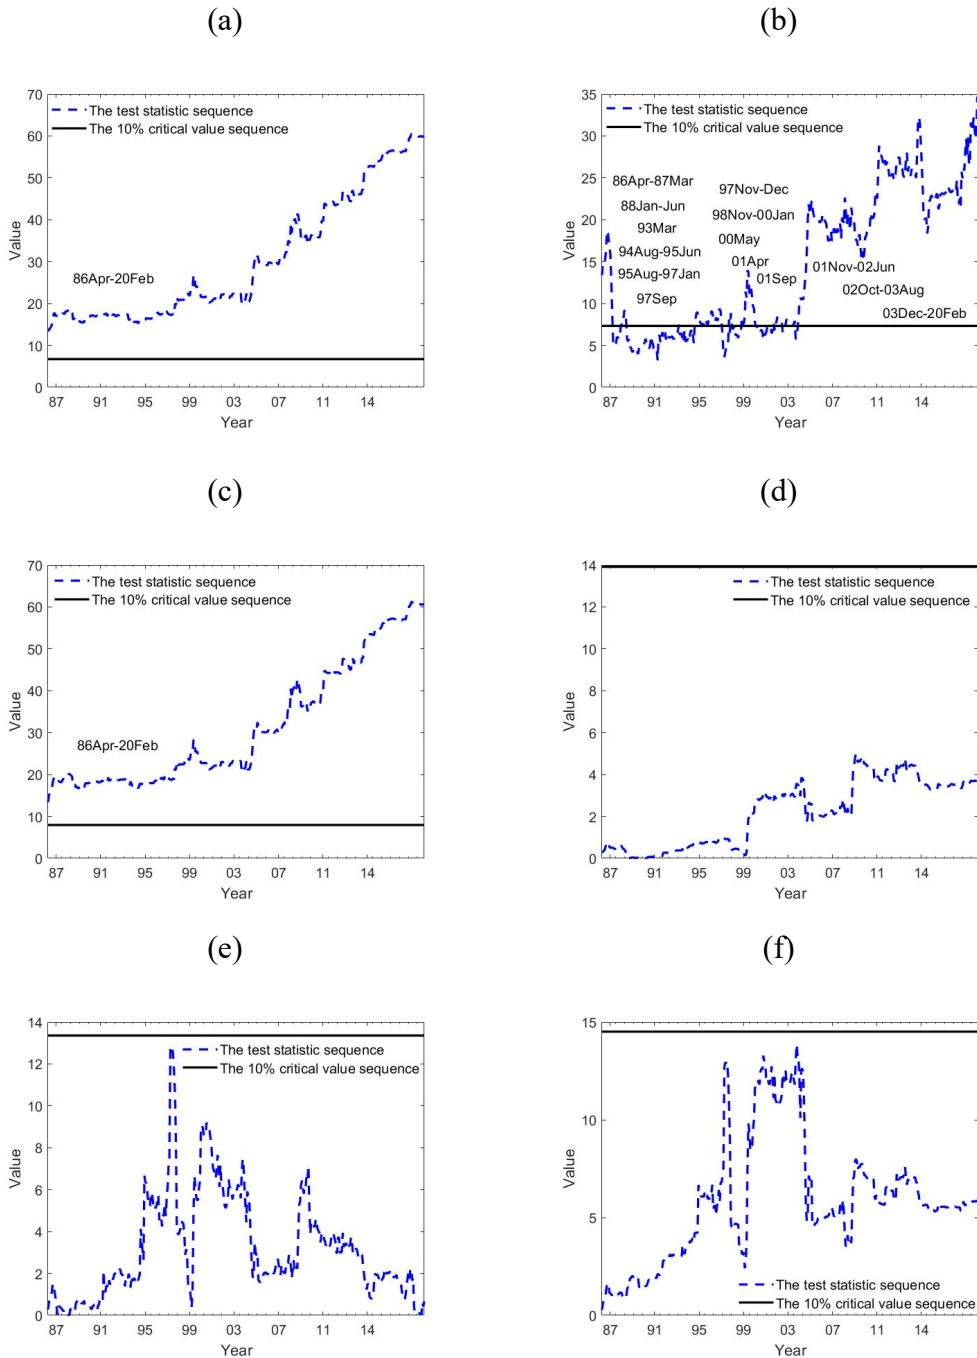 (a)
70
The test statistic sequence
The 10% critical value sequence
60
50
40
Value
30
86Apr-20Feb
20
10
0
87 91 95 99 03 07 11 14
Year
(b)
35
The test statistic sequence
The 10% critical value sequence
30
25
86Apr-87Mar
97Nov-Dec
88Jan-Jun
98Nov-00Jan
20
93Mar
00May
Value
94Aug-95Jun
01Apr
95Aug-97Jan
01Sep
01Nov-02Jun
15
97Sep
02Oct-03Aug
03Dec-20Feb
10
5
0
87 91 95 99 03 07 11 14
Year
(c)
70
The test statistic sequence
The 10% critical value sequence
60
50
40
Value
30
86Apr-20Feb
20
10
0
87 91 95 99 03 07 11 14
Year
(d)
14
The test statistic sequence
The 10% critical value sequence
12
10
8
Value
6
4
2
0
87 91 95 99 03 07 11 14
Year
(e)
14
The test statistic sequence
The 10% critical value sequence
12
10
8
Value
6
4
2
0
87 91 95 99 03 07 11 14
Year
(f)
15
10
Value
5
The test statistic sequence
The 10% critical value sequence
0
87 91 95 99 03 07 11 14
Year